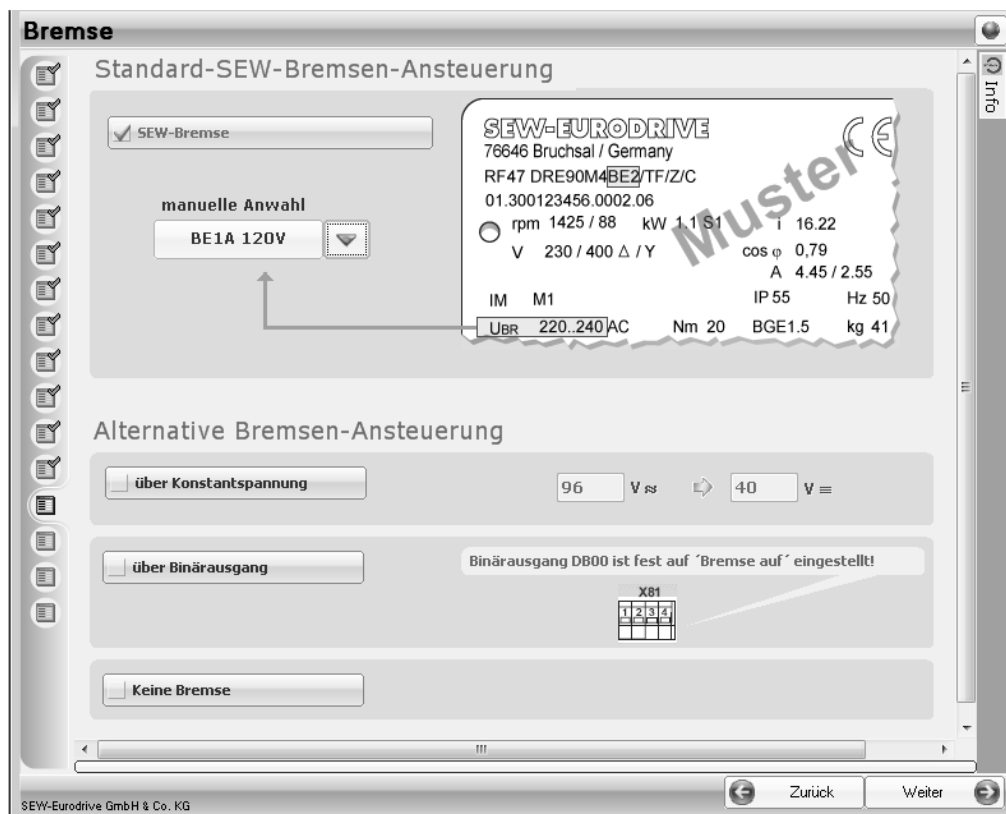 Bremse
Info
Standard-SEW-Bremsen-Ansteuerung
SEW-Bremse
manuelle Anwahl
BE1A 120V
SEW-EURODRIVE
CE
76646 Bruchsal / Germany
RF47 DRE90M4BE2/TF/Z/C
01.300123456.0002.06
rpm 1425 / 88 kW 1.1 S1 i 16.22
V 230 / 400 Δ / Y cos φ 0,79
A 4.45 / 2.55
IM M1 IP 55 Hz 50
UBR 220..240 AC Nm 20 BGE1.5 kg 41
Muster
Alternative Bremsen-Ansteuerung
über Konstantspannung
96 V ≈ 40 V =
über Binärausgang
Binärausgang DB00 ist fest auf ´Bremse auf´ eingestellt!
X81
1 2 3 4
Keine Bremse
Zurück
Weiter
SEW-Eurodrive GmbH & Co. KG